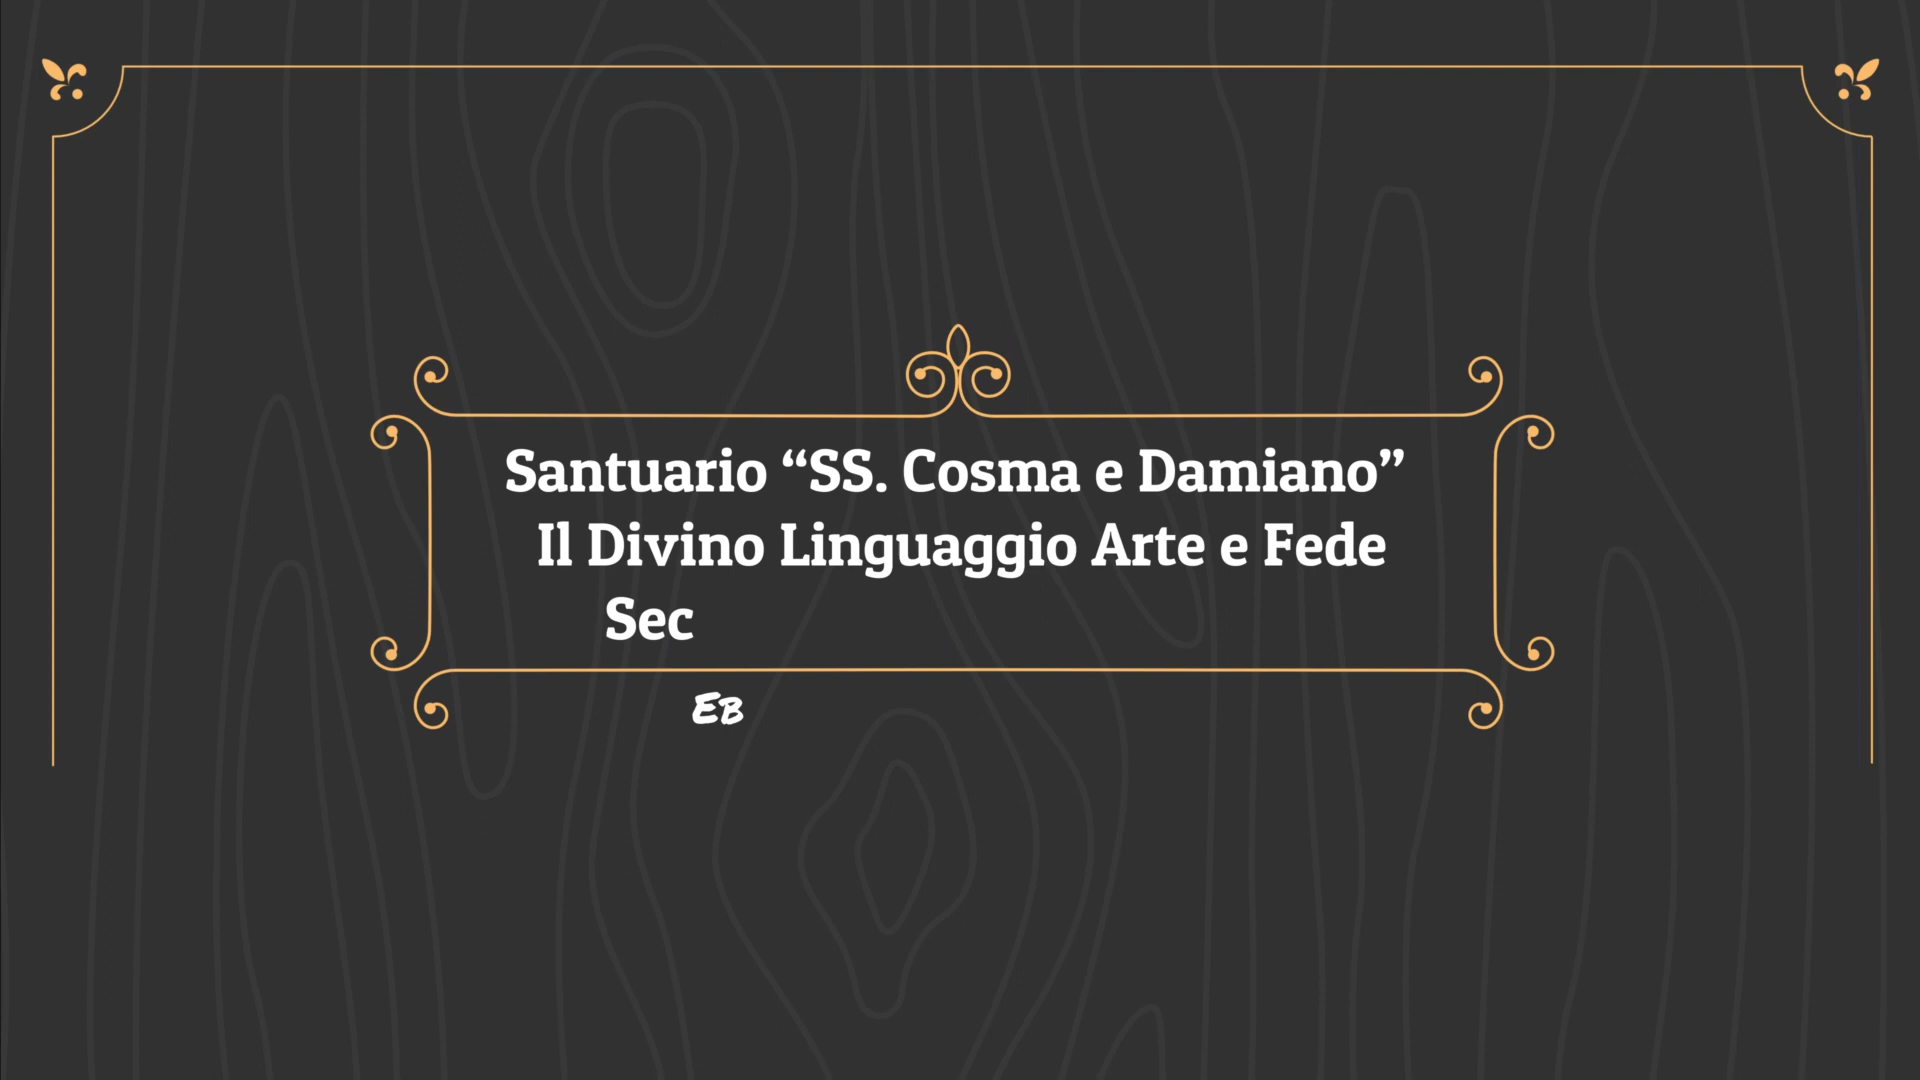 Santuario “SS. Cosma e Damiano”
Il Divino Linguaggio Arte e Fede
Sec
Eb